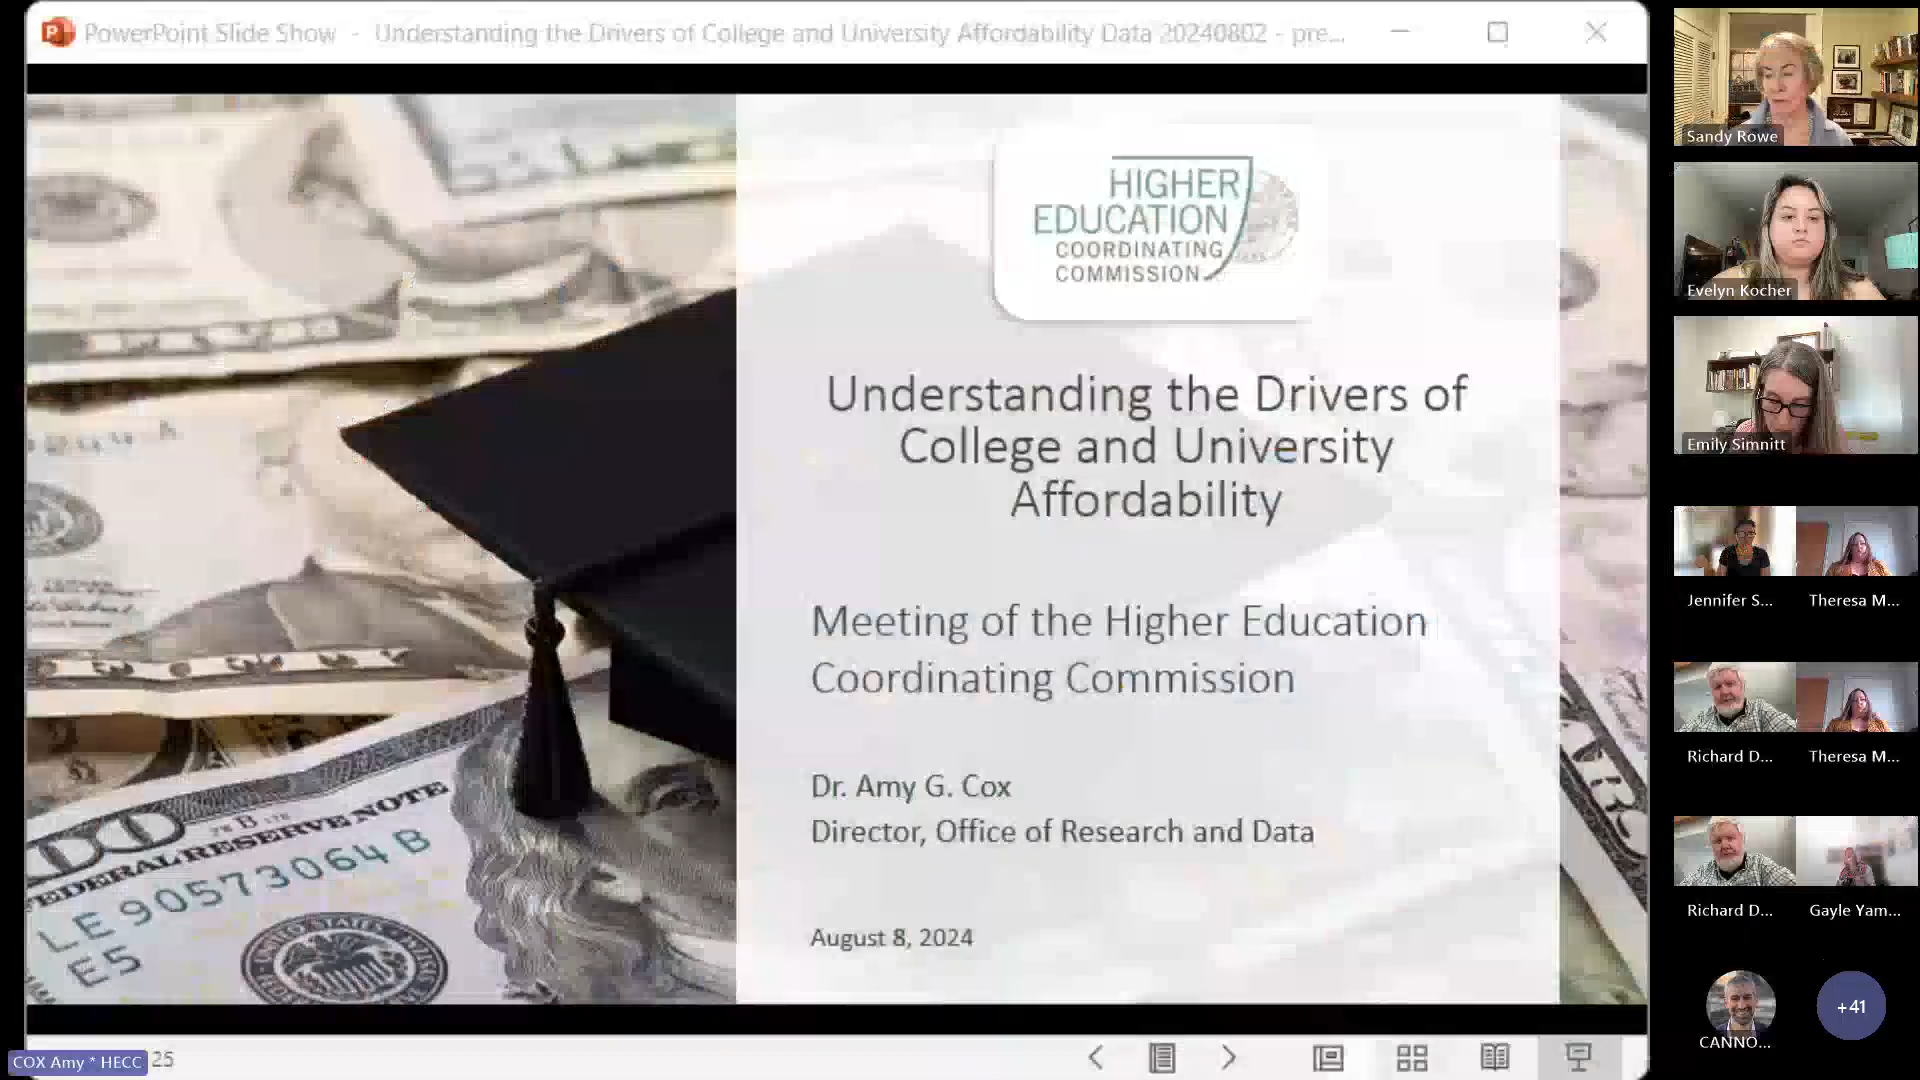 PowerPoint Slide Show - Understanding the Drivers of College and University Affordability Data 20240802 - pre...
HIGHER
EDUCATION
COORDINATING
COMMISSION
Understanding the Drivers of
College and University
Affordability
Meeting of the Higher Education
Coordinating Commission
Dr. Amy G. Cox
Director, Office of Research and Data
August 8, 2024
FEDERAL RESERVE NOTE
LE 90573064 B
E5
COX Amy * HECC
25
Sandy Rowe
Evelyn Kocher
Emily Simnitt
Jennifer S...
Theresa M...
Richard D...
Theresa M...
Richard D...
Gayle Yam...
CANNO...
+41